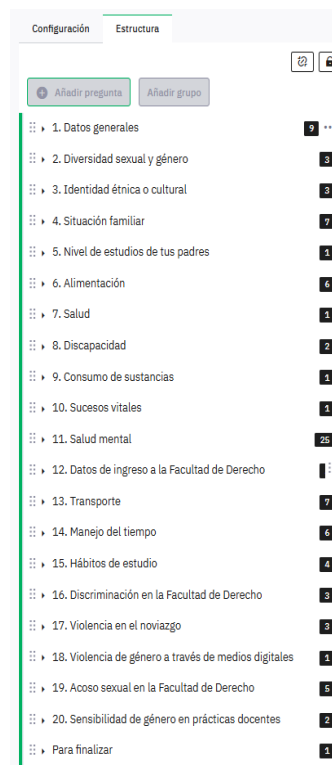 Configuración Estructura
Añadir pregunta Añadir grupo
1. Datos generales 9
2. Diversidad sexual y género 3
3. Identidad étnica o cultural 3
4. Situación familiar 7
5. Nivel de estudios de tus padres 1
6. Alimentación 6
7. Salud 1
8. Discapacidad 2
9. Consumo de sustancias 1
10. Sucesos vitales 1
11. Salud mental 25
12. Datos de ingreso a la Facultad de Derecho
13. Transporte 7
14. Manejo del tiempo 6
15. Hábitos de estudio 4
16. Discriminación en la Facultad de Derecho 3
17. Violencia en el noviazgo 3
18. Violencia de género a través de medios digitales 1
19. Acoso sexual en la Facultad de Derecho 5
20. Sensibilidad de género en prácticas docentes 2
Para finalizar 1